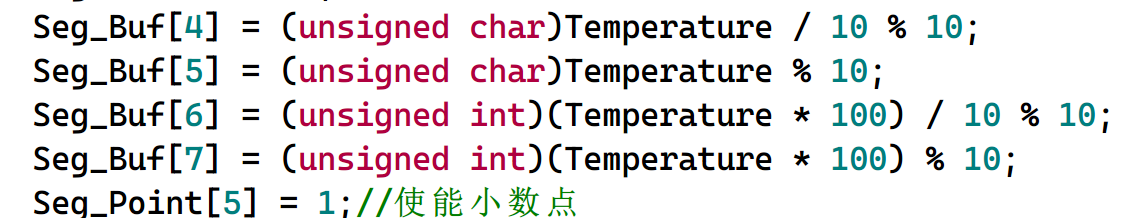 Seg_Buf[4] = (unsigned char)Temperature / 10 % 10;
Seg_Buf[5] = (unsigned char)Temperature % 10;
Seg_Buf[6] = (unsigned int)(Temperature * 100) / 10 % 10;
Seg_Buf[7] = (unsigned int)(Temperature * 100) % 10;
Seg_Point[5] = 1;//使能小数点